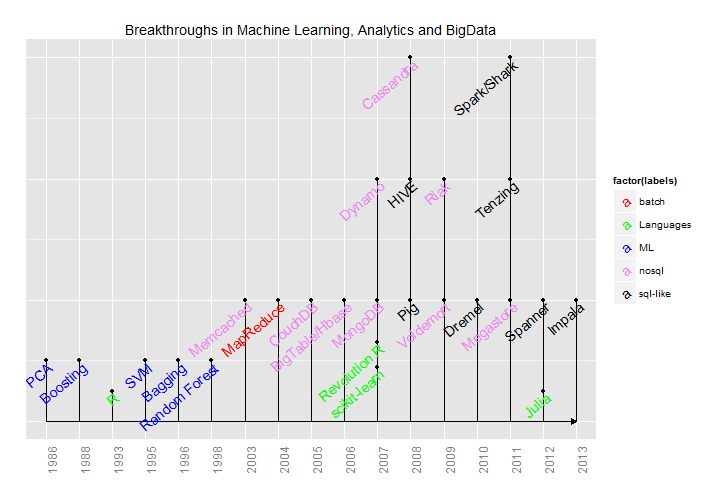 Breakthroughs in Machine Learning, Analytics and BigData
Cassandra
Spark/Shark
Dynamo
HIVE
Riak
Tenzing
Memcached
MapReduce
CouchDB
BigTable/Hbase
MongoDB
Pig
Voldemort
Dremel
Megastore
Spanner
Impala
PCA
Boosting
R
SVM
Bagging
Random Forest
Revolution R
scikit-learn
Julia
1986
1988
1993
1995
1996
1998
2003
2004
2005
2006
2007
2008
2009
2010
2011
2012
2013
factor(labels)
a batch
a Languages
a ML
a nosql
a sql-like